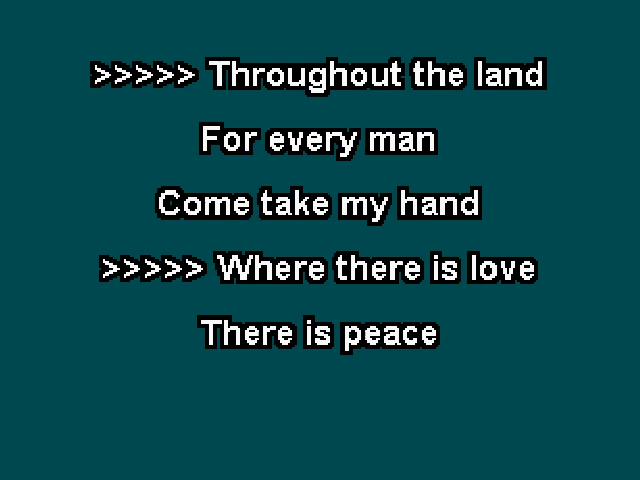 >>>>> Throughout the land
For every man
Come take my hand
>>>>> Where there is love
There is peace